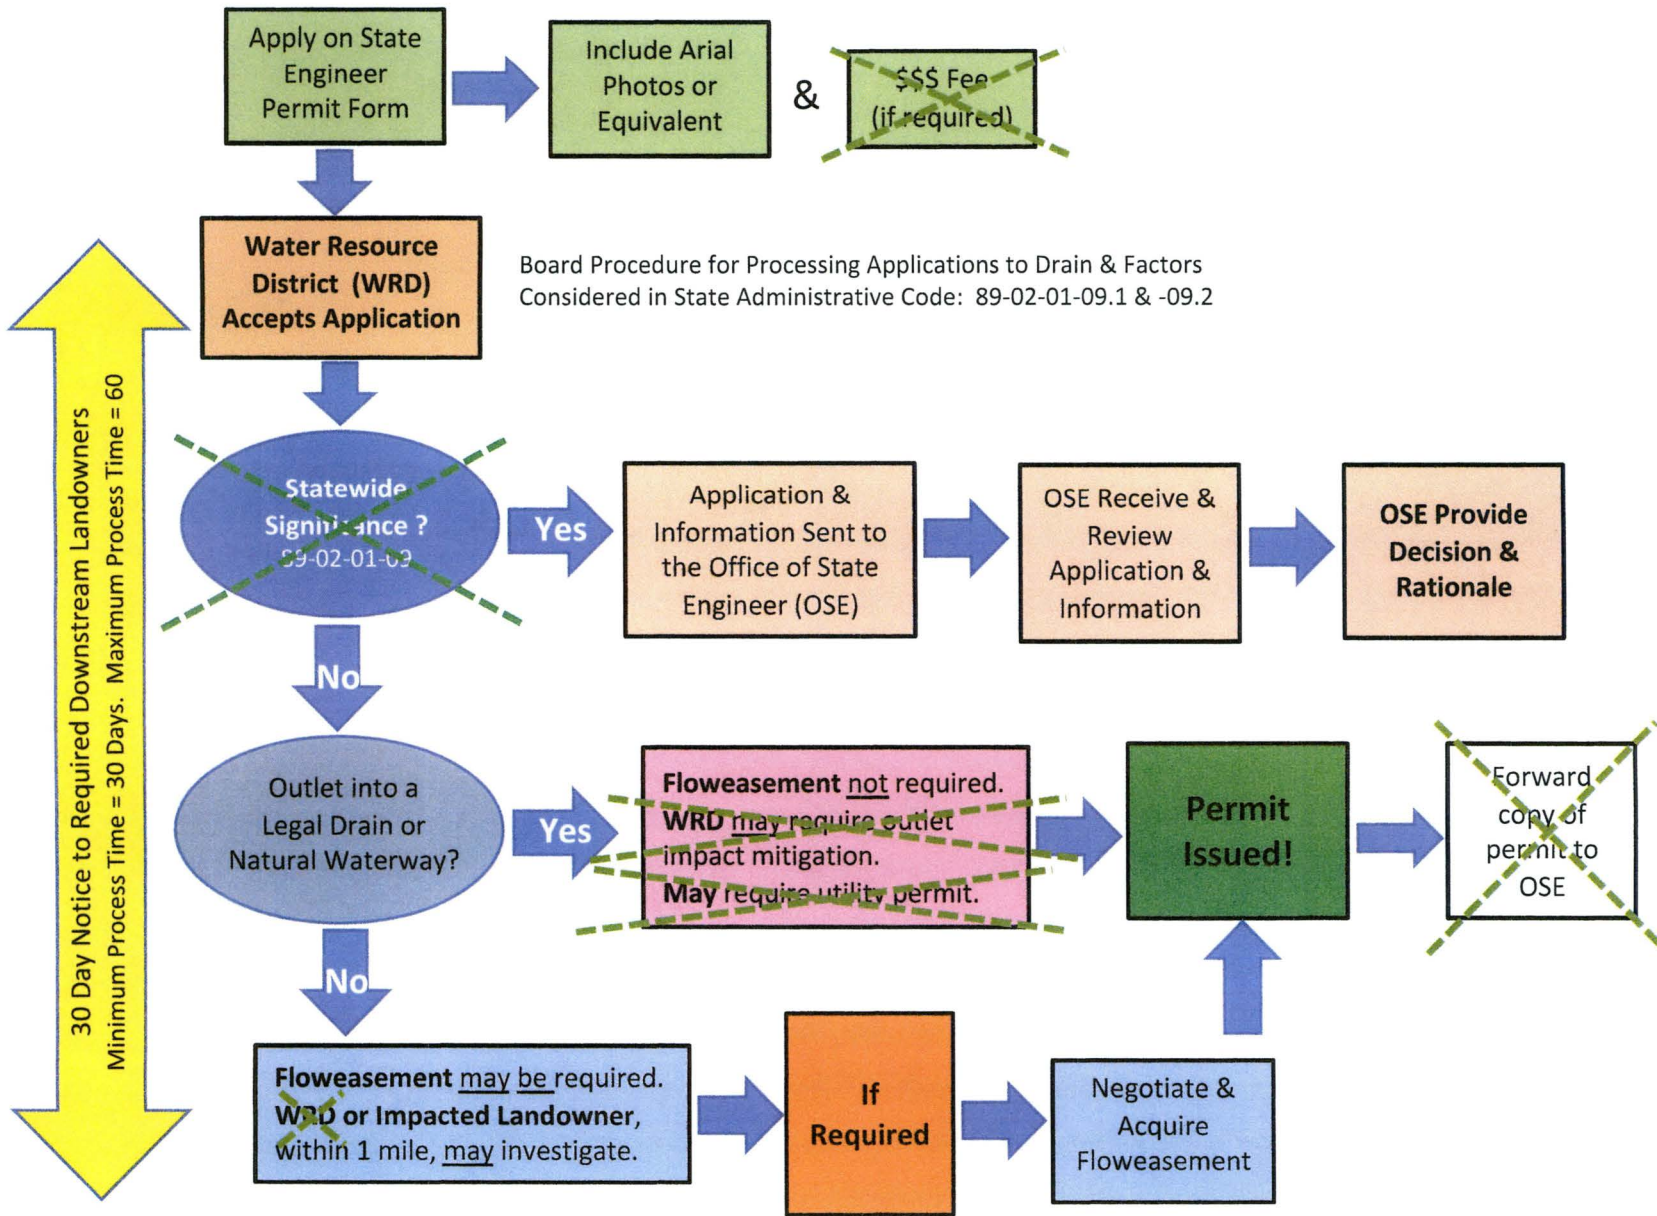 Apply on State
Engineer
Permit Form
Include Arial
Photos or
Equivalent
&
$$$ Fee
(if required)
Water Resource
District (WRD)
Accepts Application
Board Procedure for Processing Applications to Drain & Factors
Considered in State Administrative Code: 89-02-01-09.1 & -09.2
30 Day Notice to Required Downstream Landowners
Minimum Process Time = 30 Days. Maximum Process Time = 60
Statewide
Significance ?
89-02-01-09
Yes
Application &
Information Sent to
the Office of State
Engineer (OSE)
OSE Receive &
Review
Application &
Information
OSE Provide
Decision &
Rationale
No
Outlet into a
Legal Drain or
Natural Waterway?
Yes
Floweasement not required.
WRD may require outlet
impact mitigation.
May require utility permit.
Permit
Issued!
Forward
copy of
permit to
OSE
No
Floweasement may be required.
WRD or Impacted Landowner,
within 1 mile, may investigate.
If
Required
Negotiate &
Acquire
Floweasement